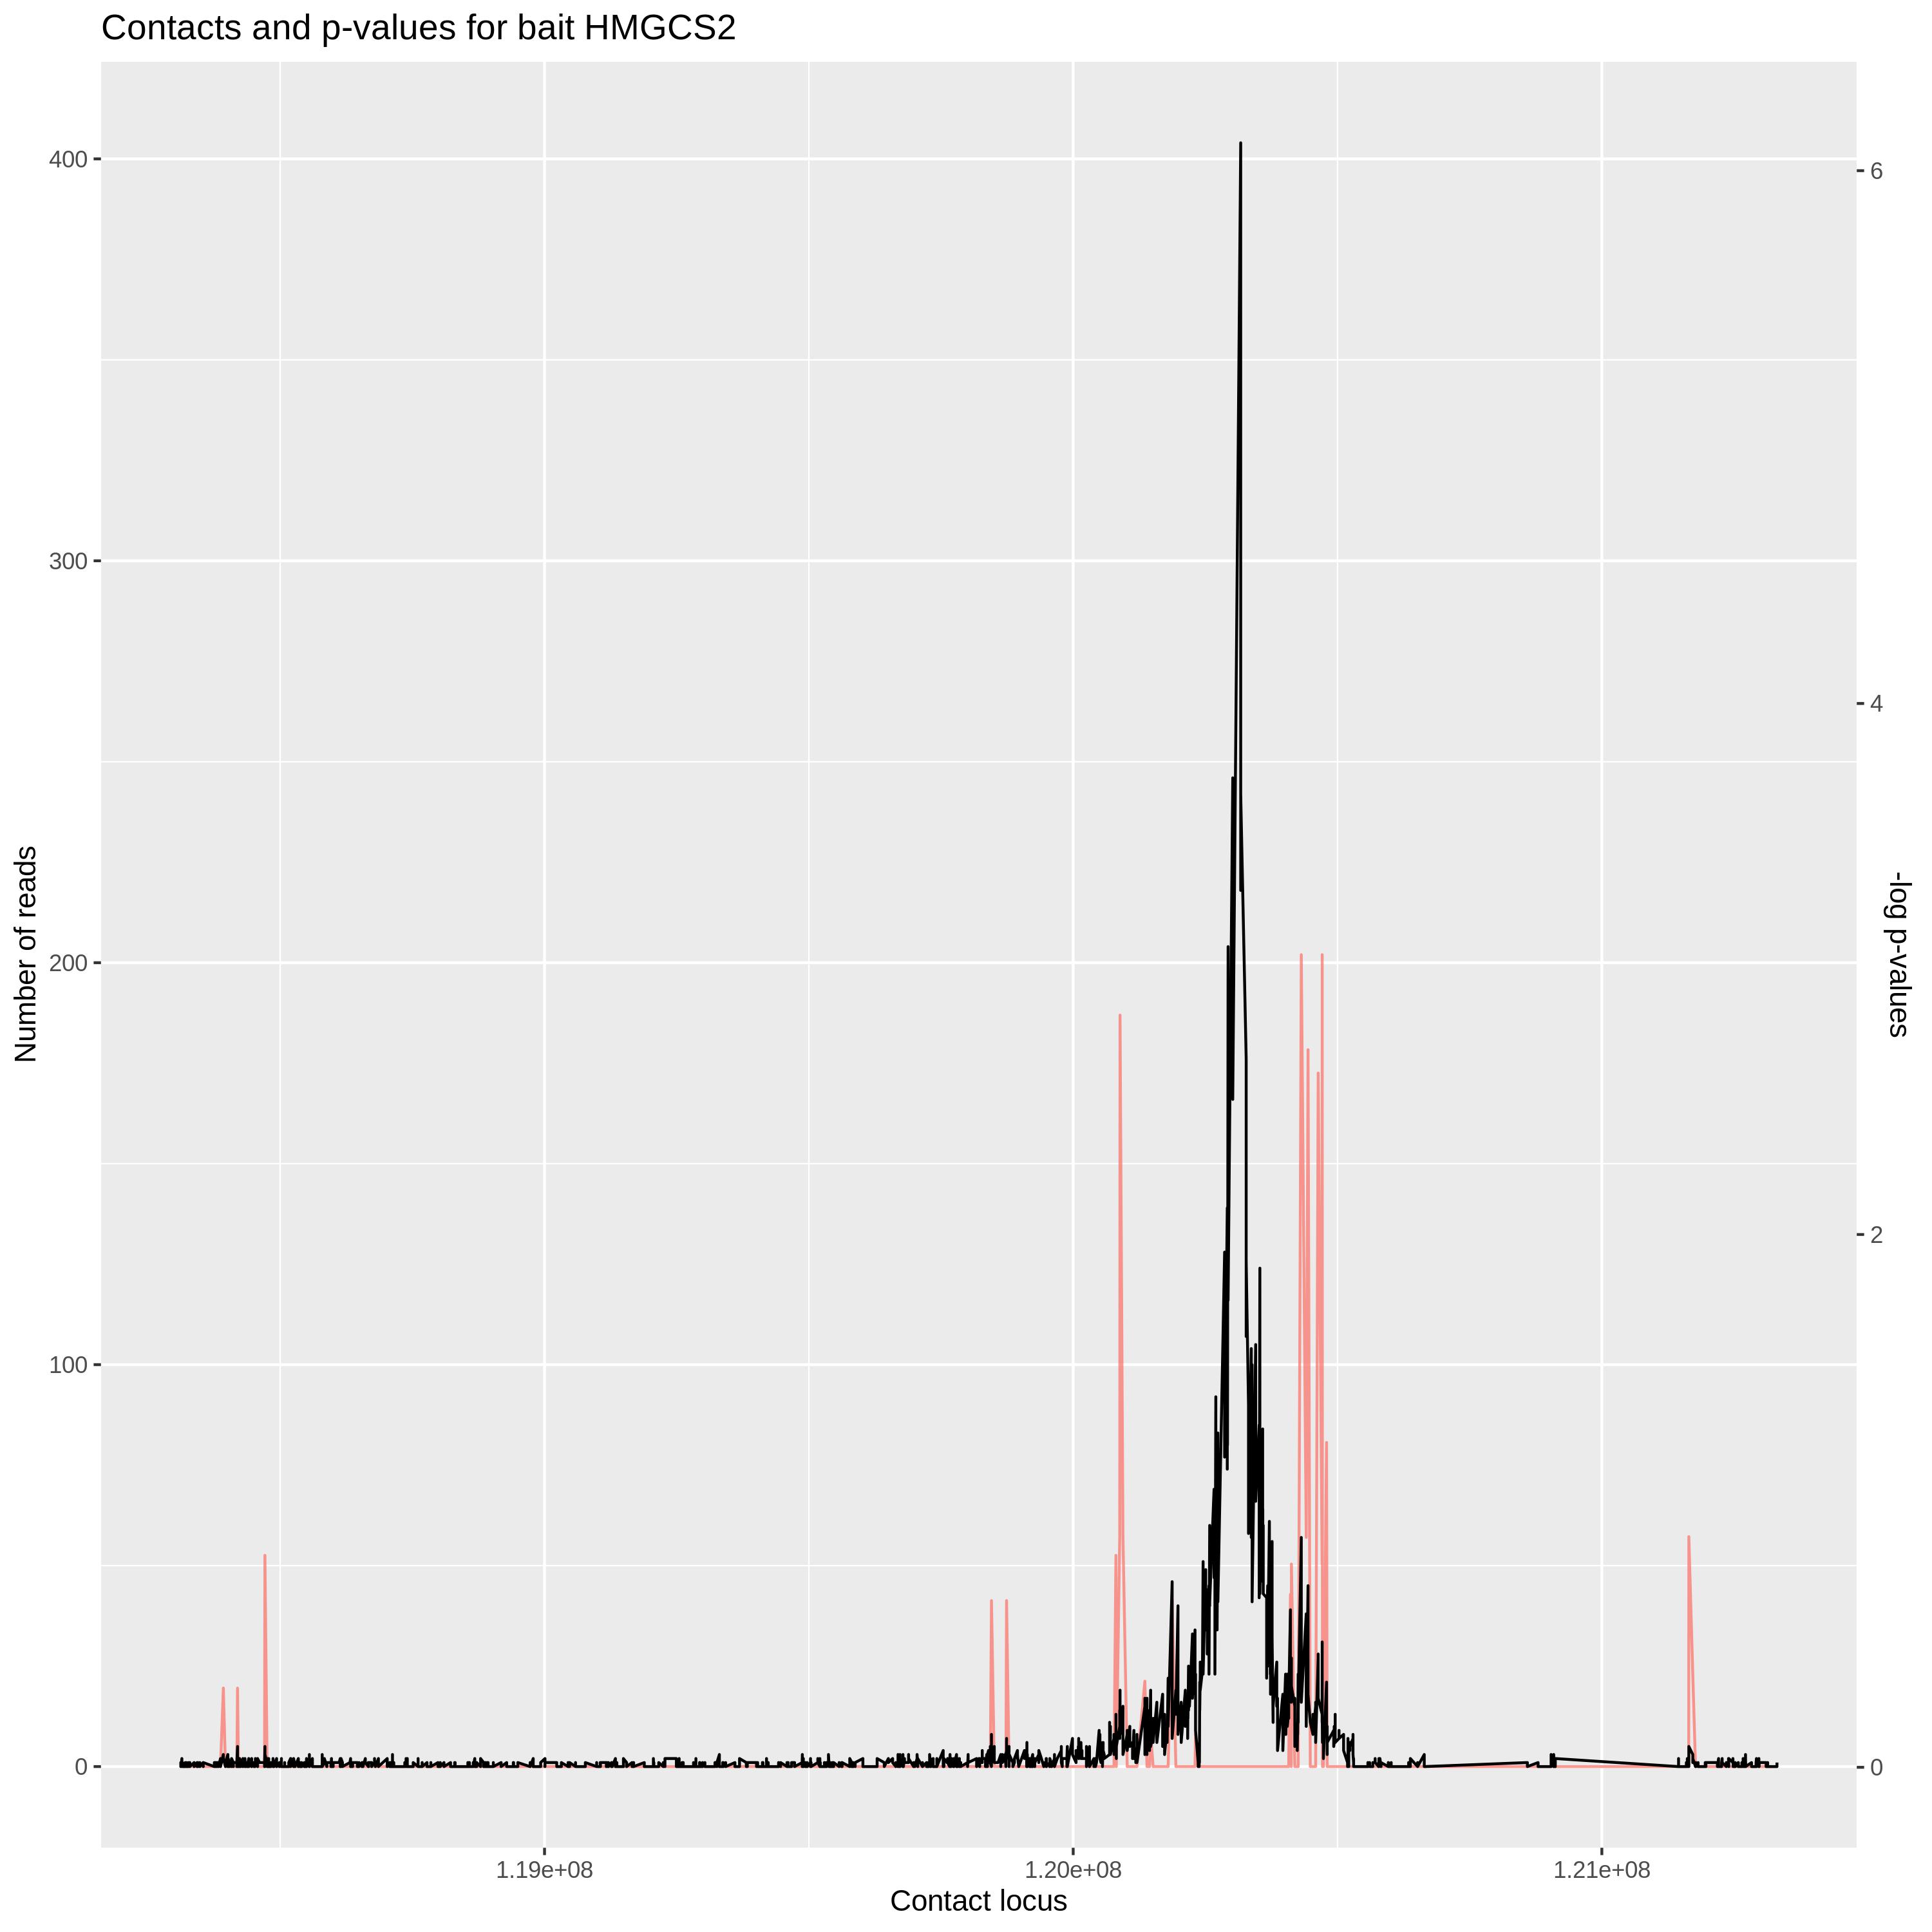 Contacts and p-values for bait HMGCS2
400
300
200
100
0
Number of reads
6
4
2
0
-log p-values
1.19e+08
1.20e+08
1.21e+08
Contact locus